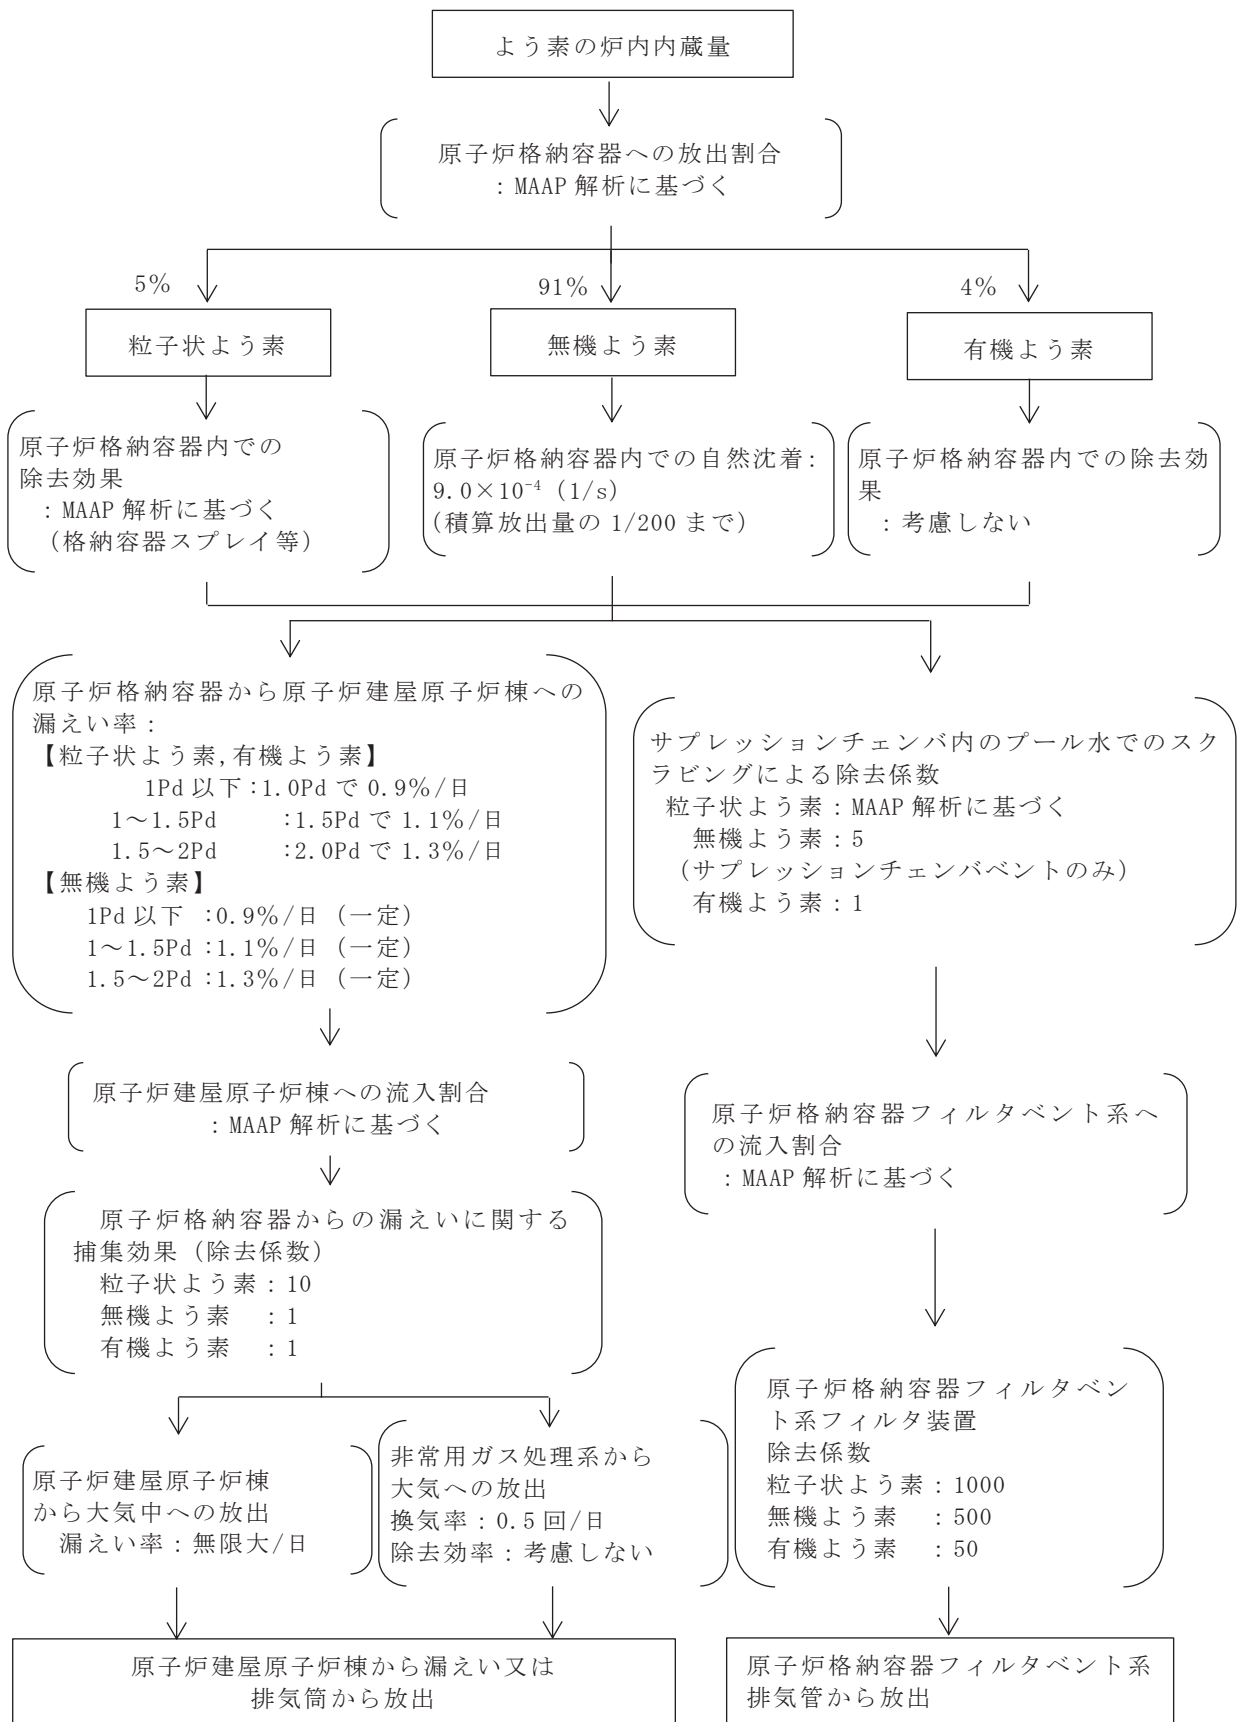 よう素の炉内内蔵量
原子炉格納容器への放出割合
:MAAP 解析に基づく
5%
91%
4%
粒子状よう素
無機よう素
有機よう素
原子炉格納容器内での
除去効果
:MAAP 解析に基づく
(格納容器スプレイ等)
原子炉格納容器内での自然沈着:
9.0×10⁻⁴ (1/s)
(積算放出量の 1/200 まで)
原子炉格納容器内での除去効
果
:考慮しない
原子炉格納容器から原子炉建屋原子炉棟への
漏えい率:
【粒子状よう素,有機よう素】
1Pd 以下:1.0Pd で 0.9%/日
1~1.5Pd :1.5Pd で 1.1%/日
1.5~2Pd :2.0Pd で 1.3%/日
【無機よう素】
1Pd 以下 :0.9%/日 (一定)
1~1.5Pd :1.1%/日 (一定)
1.5~2Pd :1.3%/日 (一定)
サプレッションチェンバ内のプール水でのスク
ラビングによる除去係数
粒子状よう素:MAAP 解析に基づく
無機よう素:5
(サプレッションチェンバベントのみ)
有機よう素:1
原子炉建屋原子炉棟への流入割合
:MAAP 解析に基づく
原子炉格納容器フィルタベント系へ
の流入割合
:MAAP 解析に基づく
原子炉格納容器からの漏えいに関する
捕集効果 (除去係数)
粒子状よう素:10
無機よう素 :1
有機よう素 :1
原子炉建屋原子炉棟
から大気中への放出
漏えい率:無限大/日
非常用ガス処理系から
大気への放出
換気率:0.5 回/日
除去効率:考慮しない
原子炉格納容器フィルタベン
ト系フィルタ装置
除去係数
粒子状よう素:1000
無機よう素 :500
有機よう素 :50
原子炉建屋原子炉棟から漏えい又は
排気筒から放出
原子炉格納容器フィルタベント系
排気管から放出